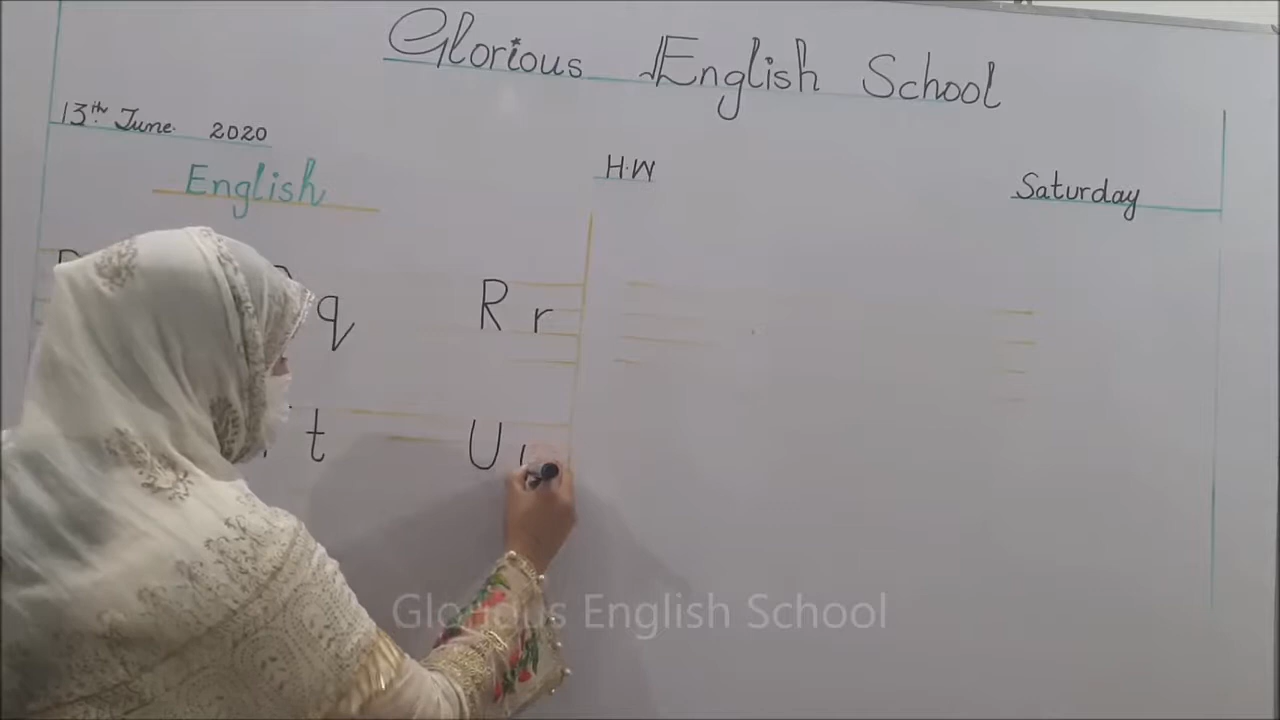 Glorious English School
13th June. 2020
H.W
Saturday
English
q R r
t U
Glorious English School